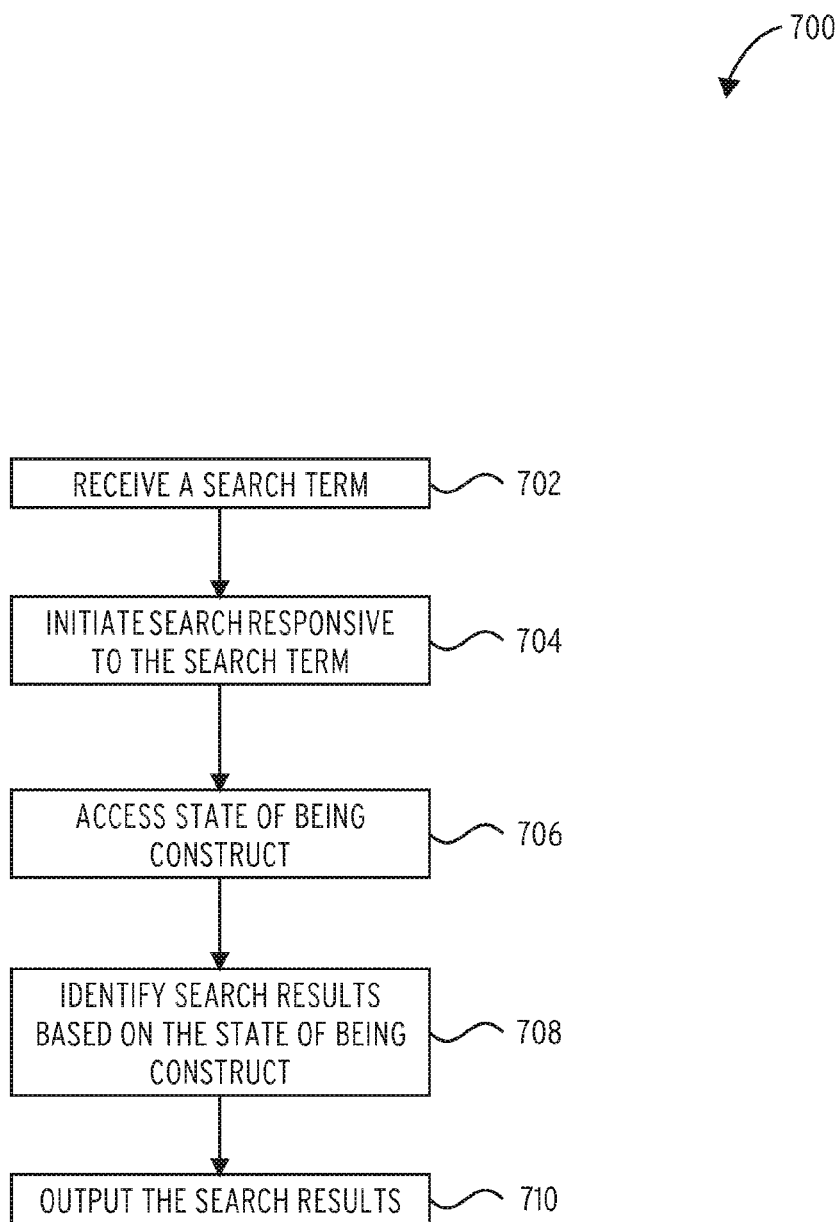 700
RECEIVE A SEARCH TERM
702
INITIATE SEARCH RESPONSIVE
TO THE SEARCH TERM
704
ACCESS STATE OF BEING
CONSTRUCT
706
IDENTIFY SEARCH RESULTS
BASED ON THE STATE OF BEING
CONSTRUCT
708
OUTPUT THE SEARCH RESULTS
710